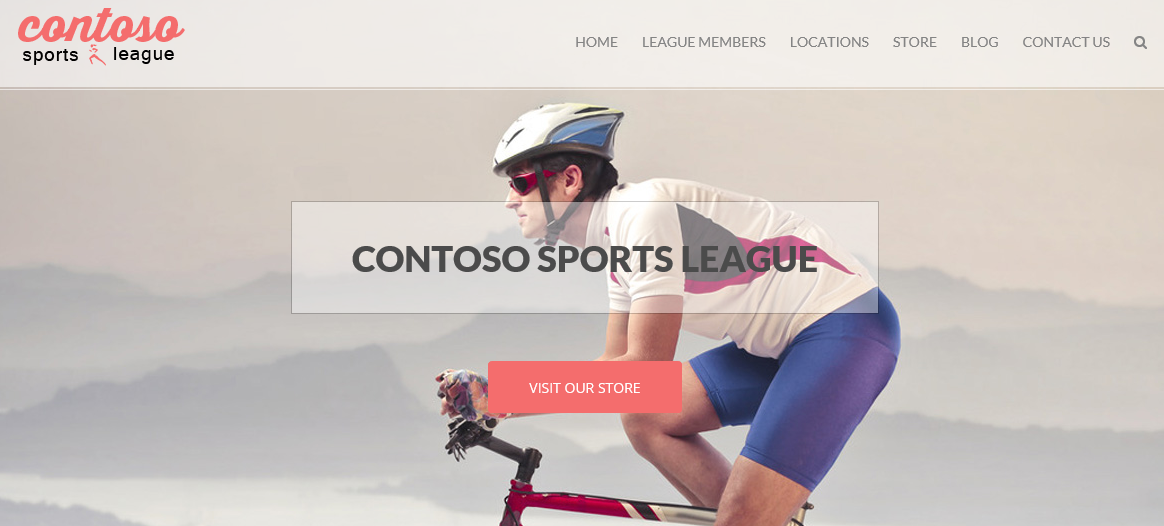 contoso
sports league
HOME LEAGUE MEMBERS LOCATIONS STORE BLOG CONTACT US
CONTOSO SPORTS LEAGUE
VISIT OUR STORE